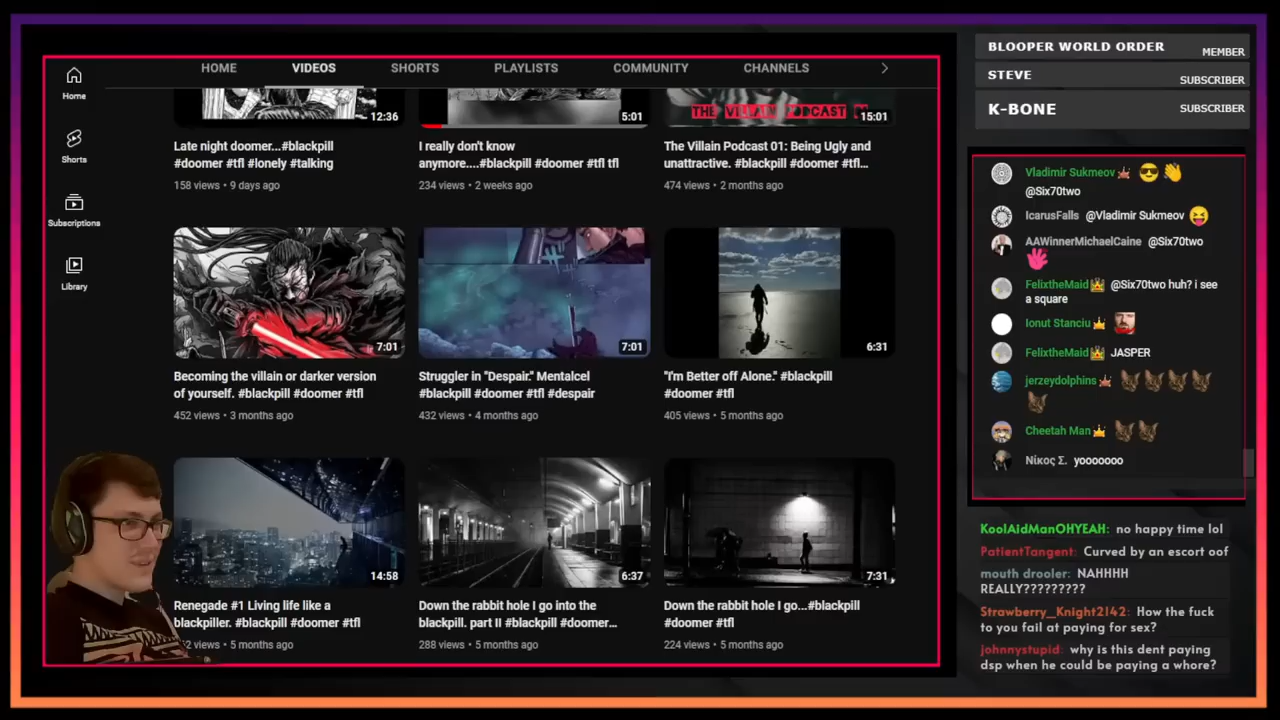 HOME VIDEOS SHORTS PLAYLISTS COMMUNITY CHANNELS
Home
Shorts
Subscriptions
Library
12:36
5:01
THE VILLAIN PODCAST
15:01
Late night doomer...#blackpill
#doomer #tfl #lonely #talking
158 views • 9 days ago
I really don't know
anymore....#blackpill #doomer #tfl tfl
234 views • 2 weeks ago
The Villain Podcast 01: Being Ugly and
unattractive. #blackpill #doomer #tfl...
474 views • 2 months ago
7:01
7:01
6:31
Becoming the villain or darker version
of yourself. #blackpill #doomer #tfl
452 views • 3 months ago
Struggler in "Despair." Mentalcel
#blackpill #doomer #tfl #despair
432 views • 4 months ago
"I'm Better off Alone." #blackpill
#doomer #tfl
405 views • 5 months ago
14:58
6:37
7:31
Renegade #1 Living life like a
blackpiller. #blackpill #doomer #tfl
views • 5 months ago
Down the rabbit hole I go into the
blackpill. part II #blackpill #doomer...
288 views • 5 months ago
Down the rabbit hole I go...#blackpill
#doomer #tfl
224 views • 5 months ago
BLOOPER WORLD ORDER MEMBER
STEVE SUBSCRIBER
K-BONE SUBSCRIBER
Vladimir Sukmeov 😎 👋
@Six70two
IcarusFalls @Vladimir Sukmeov 😝
AAWinnerMichaelCaine @Six70two
FelixtheMaid @Six70two huh? i see
a square
Ionut Stanciu
FelixtheMaid JASPER
jerzeydolphins
Cheetah Man
Νίκος Σ. yooooooo
KoolAidManOHYEAH: no happy time lol
PatientTangent: Curved by an escort oof
mouth drooler: NAHHHH
REALLY?????????
Strawberry_Knight2142: How the fuck
to you fail at paying for sex?
johnnystupid: why is this dent paying
dsp when he could be paying a whore?